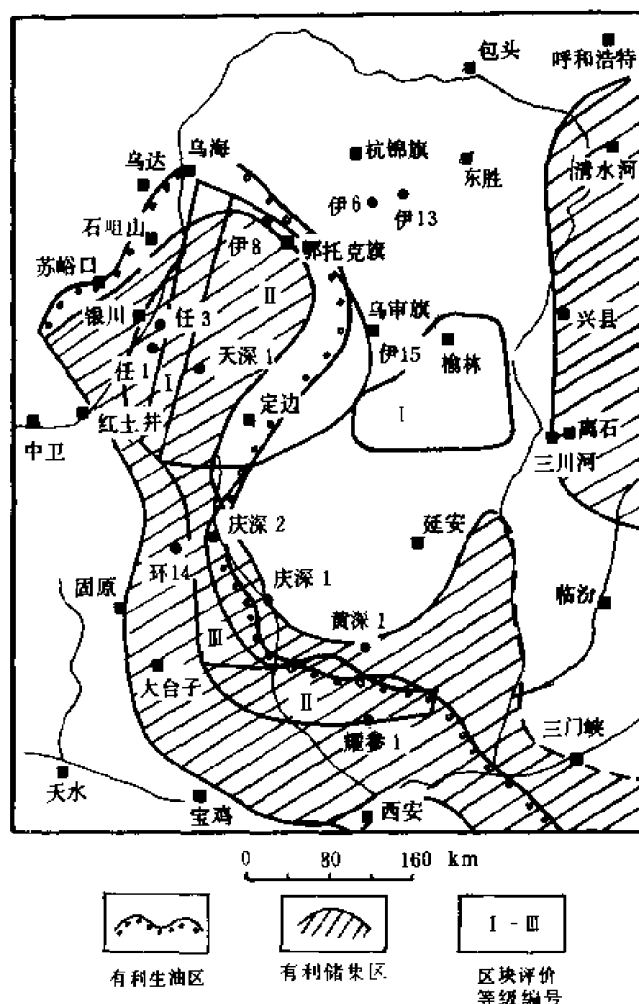 包头
呼和浩特
乌达
乌海
杭锦旗
东胜
清水河
伊6
伊13
石咀山
伊8
鄂托克旗
苏峪口
II
银川
任3
乌审旗
兴县
伊15
榆林
任1
I
天深1
I
定边
红土井
中卫
离石
三川河
庆深2
延安
环14
庆深1
固原
黄深1
临汾
III
大台子
II
耀参1
三门峡
天水
宝鸡
西安
0 80 160 km
I - III
有利生油区
有利储集区
区块评价
等级编号